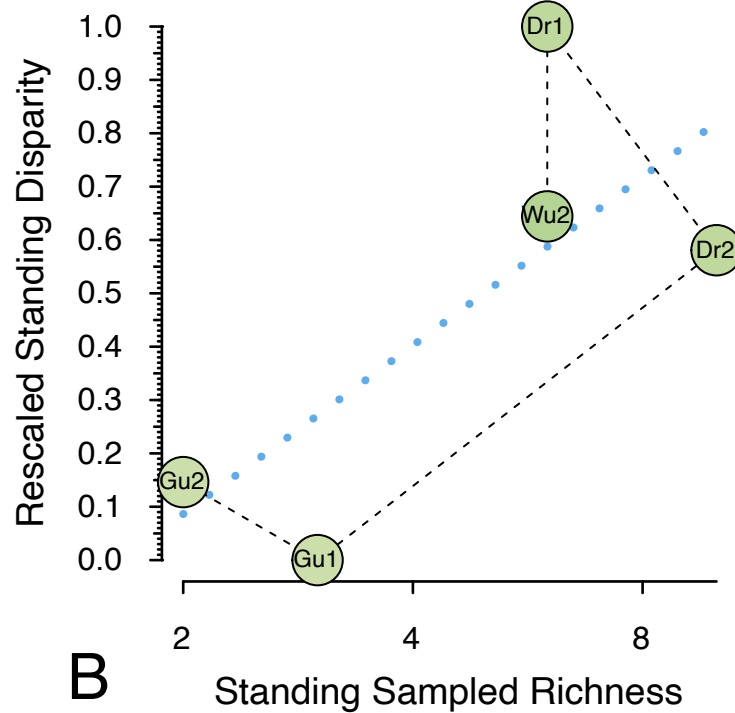 Rescaled Standing Disparity
1.0
0.9
0.8
0.7
0.6
0.5
0.4
0.3
0.2
0.1
0.0
Dr1
Wu2
Dr2
Gu2
Gu1
2 4 8
B
Standing Sampled Richness